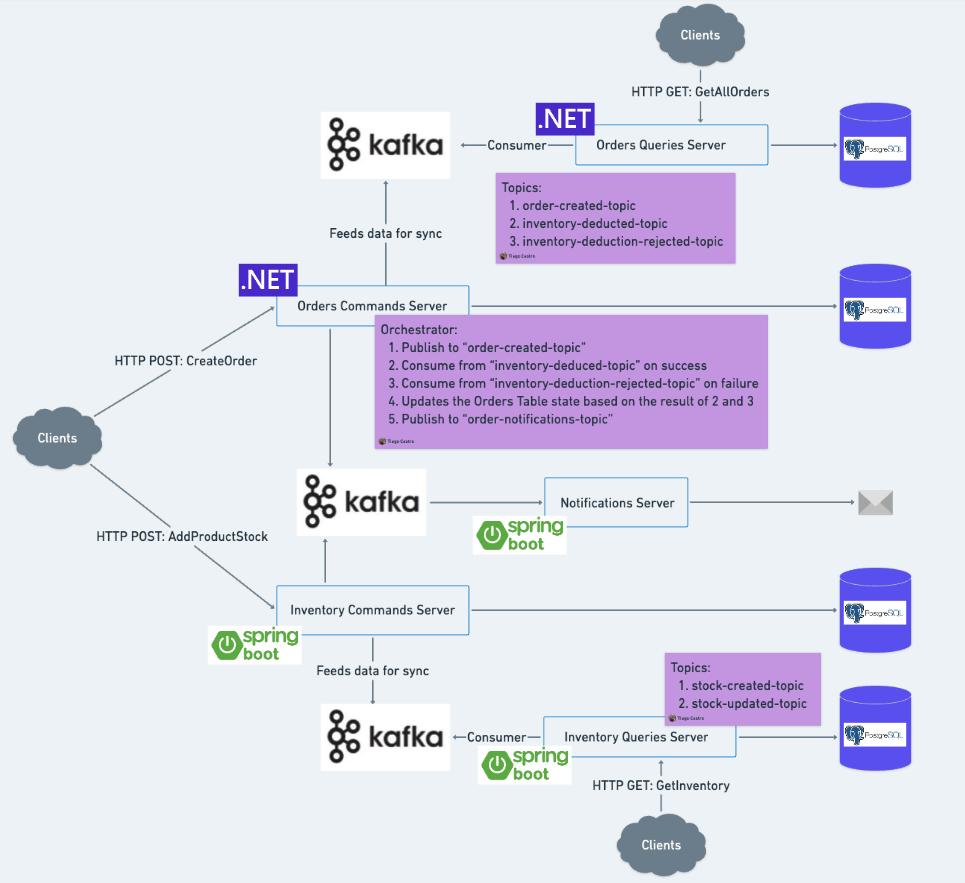 Clients
HTTP GET: GetAllOrders
.NET
kafka
Consumer
Orders Queries Server
PostgreSQL
Topics:
1. order-created-topic
2. inventory-deducted-topic
3. inventory-deduction-rejected-topic
Tiago Castro
Feeds data for sync
.NET
Orders Commands Server
PostgreSQL
Orchestrator:
1. Publish to “order-created-topic”
2. Consume from “inventory-deduced-topic” on success
3. Consume from “inventory-deduction-rejected-topic” on failure
4. Updates the Orders Table state based on the result of 2 and 3
5. Publish to “order-notifications-topic”
Tiago Castro
HTTP POST: CreateOrder
Clients
kafka
Notifications Server
spring
boot
HTTP POST: AddProductStock
Inventory Commands Server
PostgreSQL
spring
boot
Feeds data for sync
Topics:
1. stock-created-topic
2. stock-updated-topic
Tiago Castro
kafka
Consumer
Inventory Queries Server
PostgreSQL
spring
boot
HTTP GET: GetInventory
Clients